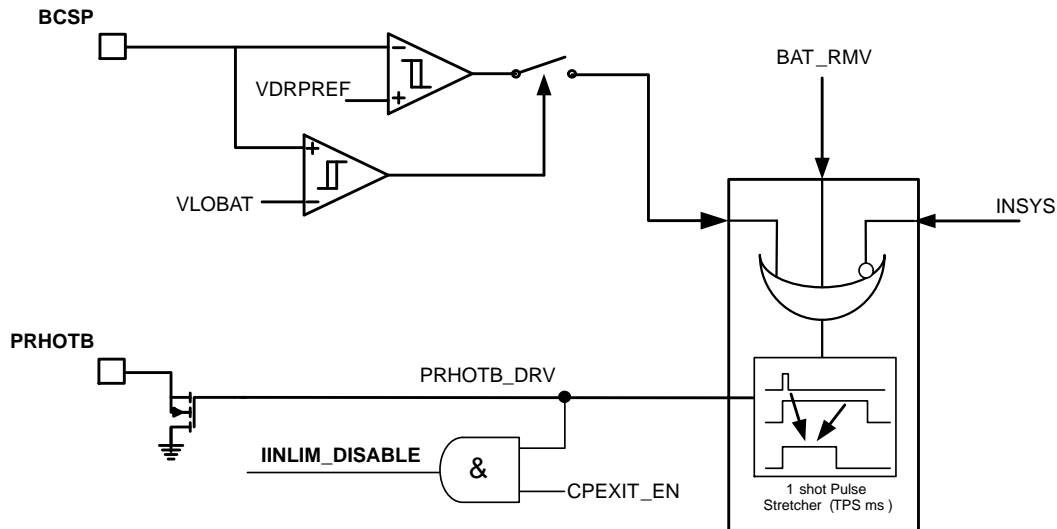 BCSP
BAT_RMV
VDRPREF
VLOBAT
INSYS
PRHOTB
PRHOTB_DRV
IINLIM_DISABLE
&
CPEXIT_EN
1 shot Pulse
Stretcher (TPS ms )